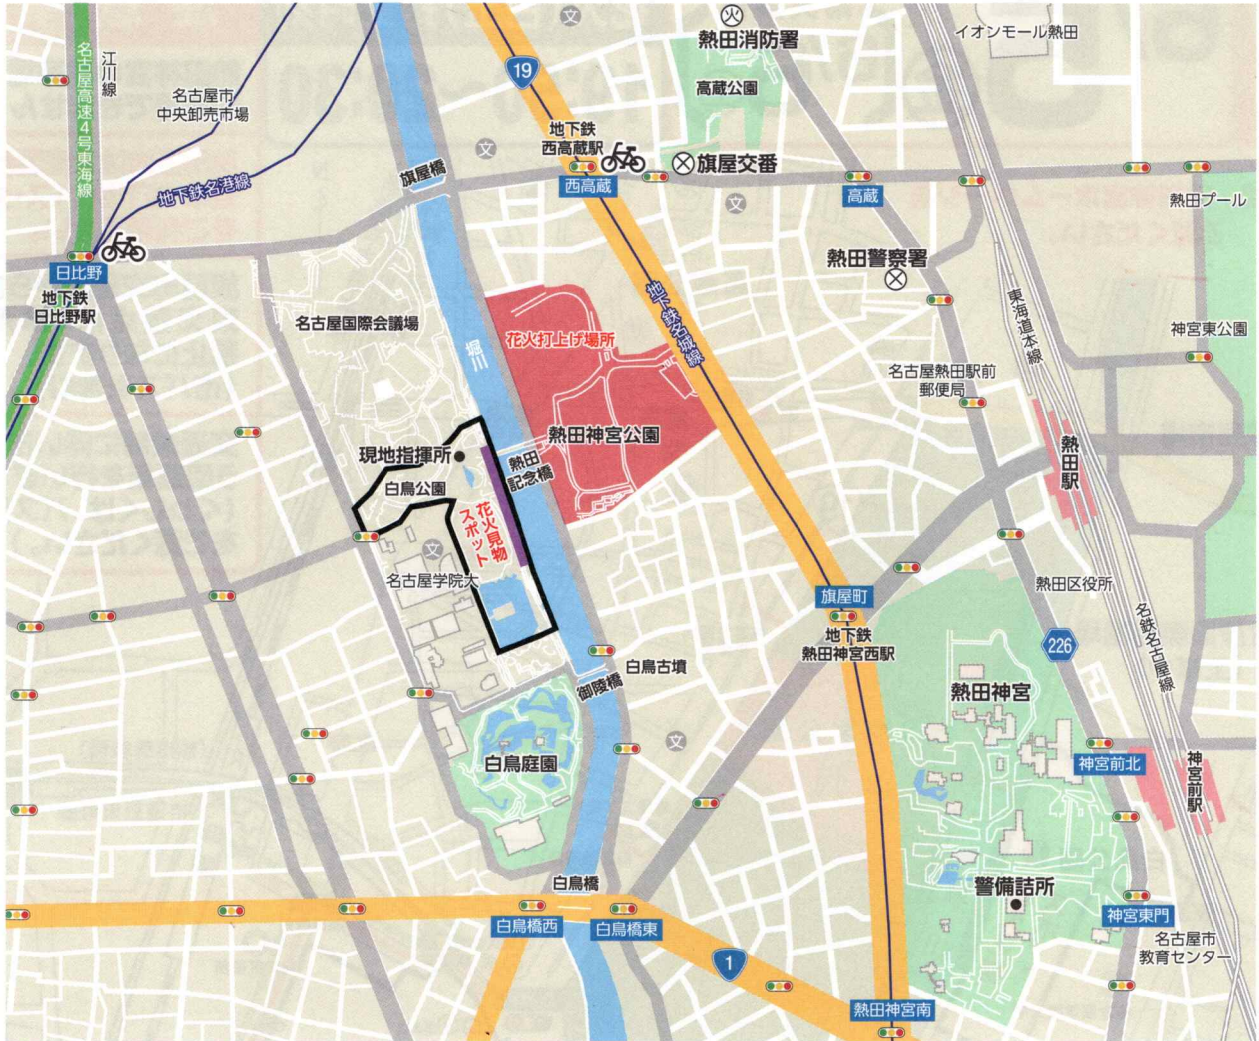 火
熱田消防署
イオンモール熱田
文
江川線
名古屋高速4号東海線
19
高蔵公園
名古屋市
中央卸売市場
地下鉄
西高蔵駅
文
旗屋交番
旗屋橋
西高蔵
高蔵
地下鉄名港線
文
熱田プール
日比野
地下鉄
日比野駅
熱田警察署
地下鉄名城線
東海道本線
名古屋国際会議場
堀川
花火打上げ場所
神宮東公園
名古屋熱田駅前
郵便局
熱田神宮公園
現地指揮所
熱田
記念橋
熱田駅
白鳥公園
花火見物
スポット
文
名古屋学院大
熱田区役所
旗屋町
地下鉄
熱田神宮西駅
名鉄名古屋線
226
白鳥古墳
御陵橋
熱田神宮
文
白鳥庭園
神宮前北
神宮前駅
白鳥橋
警備詰所
白鳥橋西
白鳥橋東
神宮東門
名古屋市
教育センター
1
熱田神宮南